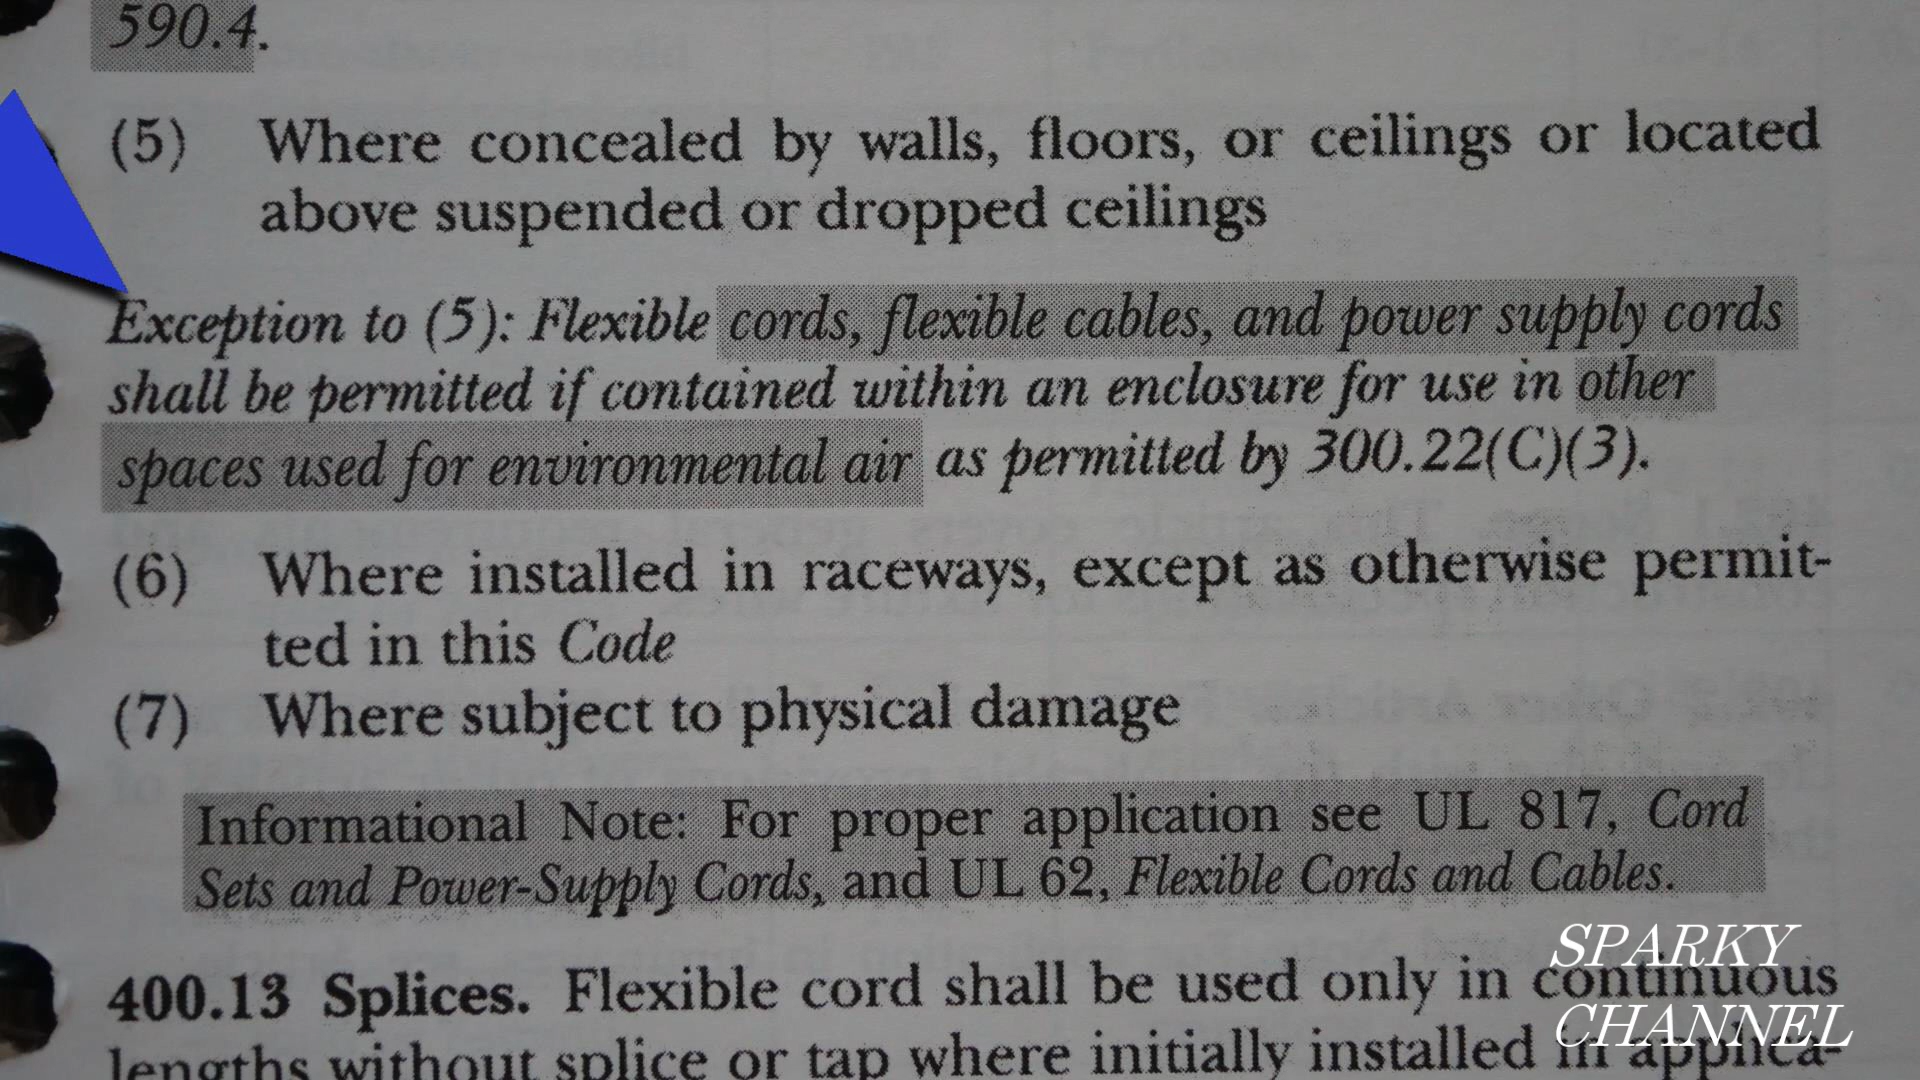 590.4.
(5) Where concealed by walls, floors, or ceilings or located
above suspended or dropped ceilings
Exception to (5): Flexible cords, flexible cables, and power supply cords
shall be permitted if contained within an enclosure for use in other
spaces used for environmental air as permitted by 300.22(C)(3).
(6) Where installed in raceways, except as otherwise permit-
ted in this Code
(7) Where subject to physical damage
Informational Note: For proper application see UL 817, Cord
Sets and Power-Supply Cords, and UL 62, Flexible Cords and Cables.
400.13 Splices. Flexible cord shall be used only in continuous
lengths without splice or tap where initially installed in applica-
SPARKY
CHANNEL